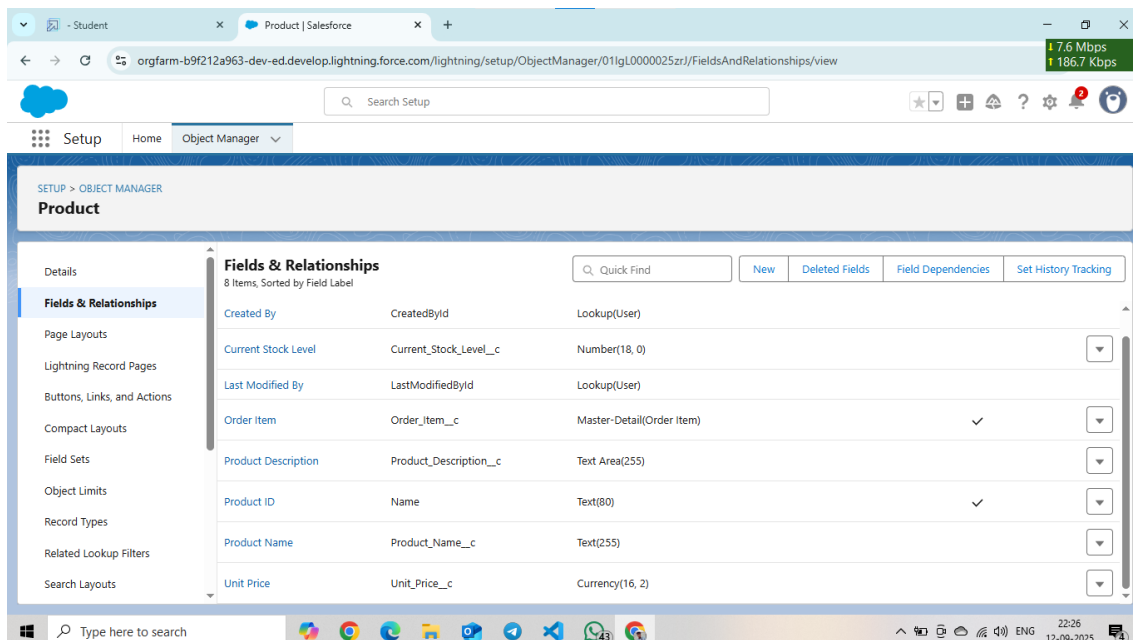 - Student
Product | Salesforce
orgfarm-b9f212a963-dev-ed.develop.lightning.force.com/lightning/setup/ObjectManager/01IgL0000025zrJ/FieldsAndRelationships/view
7.6 Mbps
186.7 Kbps
Search Setup
2
Setup Home Object Manager
SETUP > OBJECT MANAGER
Product
Details
Fields & Relationships
Page Layouts
Lightning Record Pages
Buttons, Links, and Actions
Compact Layouts
Field Sets
Object Limits
Record Types
Related Lookup Filters
Search Layouts
Fields & Relationships
8 Items, Sorted by Field Label
Quick Find New Deleted Fields Field Dependencies Set History Tracking
Created By CreatedById Lookup(User)
Current Stock Level Current_Stock_Level__c Number(18, 0)
Last Modified By LastModifiedById Lookup(User)
Order Item Order_Item__c Master-Detail(Order Item)
Product Description Product_Description__c Text Area(255)
Product ID Name Text(80)
Product Name Product_Name__c Text(255)
Unit Price Unit_Price__c Currency(16, 2)
Type here to search
43
ENG
22:26
12-09-2025
4